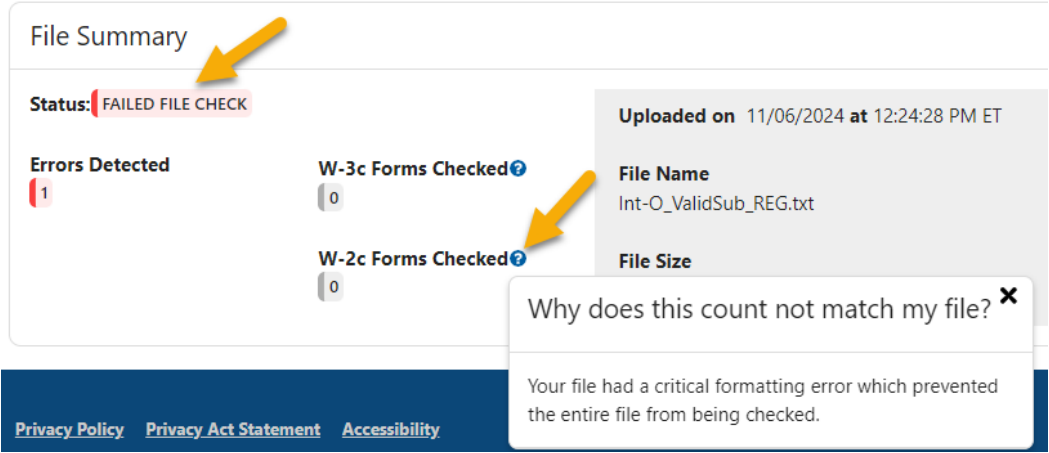 File Summary
Status: FAILED FILE CHECK
Errors Detected
1
W-3c Forms Checked?
0
W-2c Forms Checked?
0
Uploaded on 11/06/2024 at 12:24:28 PM ET
File Name
Int-O_ValidSub_REG.txt
File Size
Why does this count not match my file?
Your file had a critical formatting error which prevented
the entire file from being checked.
Privacy Policy Privacy Act Statement Accessibility